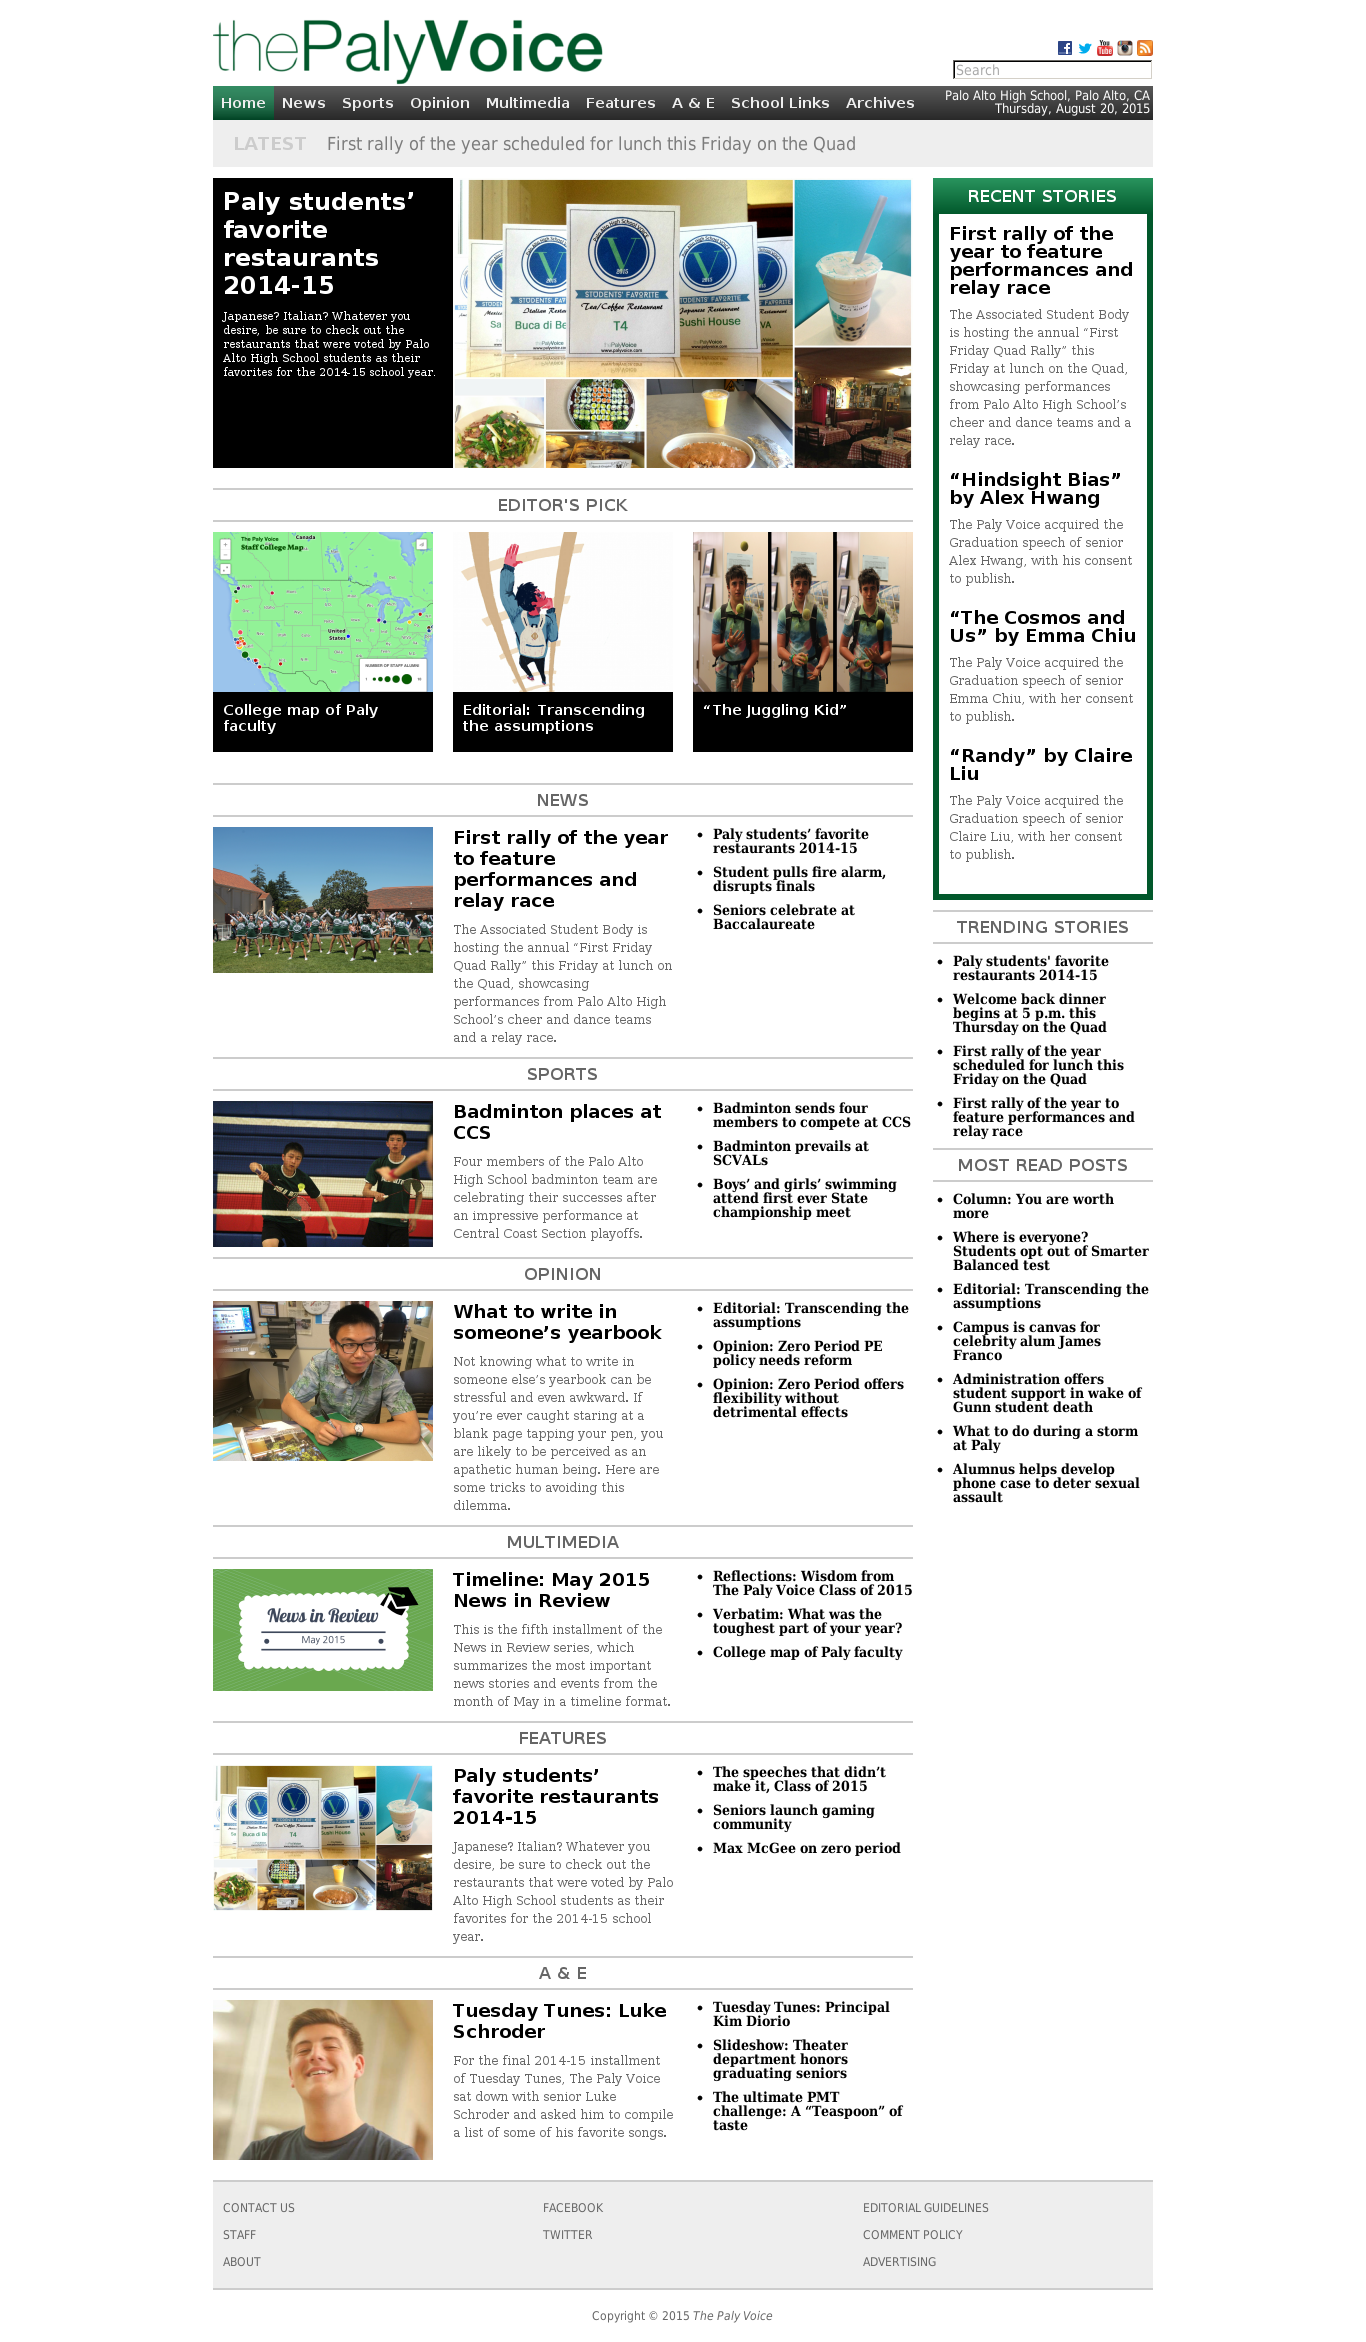 thePalyVoice
Search
Home News Sports Opinion Multimedia Features A & E School Links Archives
Palo Alto High School, Palo Alto, CA
Thursday, August 20, 2015
LATEST First rally of the year scheduled for lunch this Friday on the Quad
Paly students’
favorite
restaurants
2014-15
Japanese? Italian? Whatever you
desire, be sure to check out the
restaurants that were voted by Palo
Alto High School students as their
favorites for the 2014-15 school year.
Palo Alto High School Voice
V
2015
STUDENTS' FAVORITE
Tea/Coffee Restaurant
T4
thePalyVoice
www.palyvoice.com
Italian Restaurant
Buca di Be
Japanese Restaurant
Sushi House
EDITOR'S PICK
The Paly Voice
Staff College Map
Canada
United
States
NUMBER OF STAFF ALUMNI
College map of Paly
faculty
Editorial: Transcending
the assumptions
“The Juggling Kid”
NEWS
First rally of the year
to feature
performances and
relay race
The Associated Student Body is
hosting the annual “First Friday
Quad Rally” this Friday at lunch on
the Quad, showcasing
performances from Palo Alto High
School’s cheer and dance teams
and a relay race.
Paly students’ favorite
restaurants 2014-15
Student pulls fire alarm,
disrupts finals
Seniors celebrate at
Baccalaureate
SPORTS
Badminton places at
CCS
Four members of the Palo Alto
High School badminton team are
celebrating their successes after
an impressive performance at
Central Coast Section playoffs.
Badminton sends four
members to compete at CCS
Badminton prevails at
SCVALs
Boys’ and girls’ swimming
attend first ever State
championship meet
OPINION
What to write in
someone’s yearbook
Not knowing what to write in
someone else’s yearbook can be
stressful and even awkward. If
you’re ever caught staring at a
blank page tapping your pen, you
are likely to be perceived as an
apathetic human being. Here are
some tricks to avoiding this
dilemma.
Editorial: Transcending the
assumptions
Opinion: Zero Period PE
policy needs reform
Opinion: Zero Period offers
flexibility without
detrimental effects
MULTIMEDIA
News in Review
May 2015
Timeline: May 2015
News in Review
This is the fifth installment of the
News in Review series, which
summarizes the most important
news stories and events from the
month of May in a timeline format.
Reflections: Wisdom from
The Paly Voice Class of 2015
Verbatim: What was the
toughest part of your year?
College map of Paly faculty
FEATURES
V
T4
Paly students’
favorite restaurants
2014-15
Japanese? Italian? Whatever you
desire, be sure to check out the
restaurants that were voted by Palo
Alto High School students as their
favorites for the 2014-15 school
year.
The speeches that didn’t
make it, Class of 2015
Seniors launch gaming
community
Max McGee on zero period
A & E
Tuesday Tunes: Luke
Schroder
For the final 2014-15 installment
of Tuesday Tunes, The Paly Voice
sat down with senior Luke
Schroder and asked him to compile
a list of some of his favorite songs.
Tuesday Tunes: Principal
Kim Diorio
Slideshow: Theater
department honors
graduating seniors
The ultimate PMT
challenge: A “Teaspoon” of
taste
RECENT STORIES
First rally of the
year to feature
performances and
relay race
The Associated Student Body
is hosting the annual “First
Friday Quad Rally” this
Friday at lunch on the Quad,
showcasing performances
from Palo Alto High School’s
cheer and dance teams and a
relay race.
“Hindsight Bias”
by Alex Hwang
The Paly Voice acquired the
Graduation speech of senior
Alex Hwang, with his consent
to publish.
“The Cosmos and
Us” by Emma Chiu
The Paly Voice acquired the
Graduation speech of senior
Emma Chiu, with her consent
to publish.
“Randy” by Claire
Liu
The Paly Voice acquired the
Graduation speech of senior
Claire Liu, with her consent
to publish.
TRENDING STORIES
Paly students' favorite
restaurants 2014-15
Welcome back dinner
begins at 5 p.m. this
Thursday on the Quad
First rally of the year
scheduled for lunch this
Friday on the Quad
First rally of the year to
feature performances and
relay race
MOST READ POSTS
Column: You are worth
more
Where is everyone?
Students opt out of Smarter
Balanced test
Editorial: Transcending the
assumptions
Campus is canvas for
celebrity alum James
Franco
Administration offers
student support in wake of
Gunn student death
What to do during a storm
at Paly
Alumnus helps develop
phone case to deter sexual
assault
CONTACT US
STAFF
ABOUT
FACEBOOK
TWITTER
EDITORIAL GUIDELINES
COMMENT POLICY
ADVERTISING
Copyright © 2015 The Paly Voice